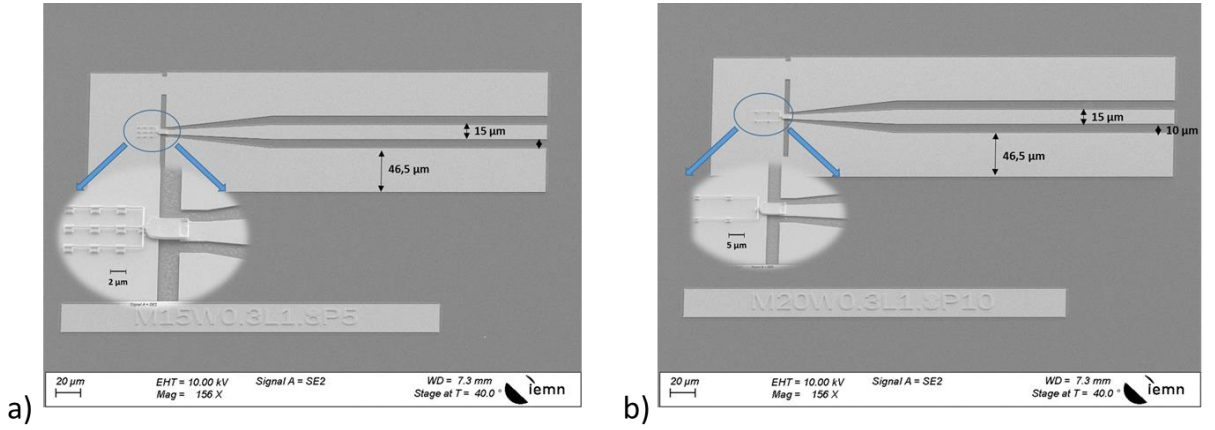 15 µm
46,5 µm
2 µm
Signal A = SE2
M15W0.3L1.8P5
20 µm
EHT = 10.00 kV
Mag = 156 X
Signal A = SE2
WD = 7.3 mm
Stage at T = 40.0 °
iemn
a)
15 µm
10 µm
46,5 µm
5 µm
M20W0.3L1.8P10
20 µm
EHT = 10.00 kV
Mag = 156 X
Signal A = SE2
WD = 7.3 mm
Stage at T = 40.0 °
iemn
b)